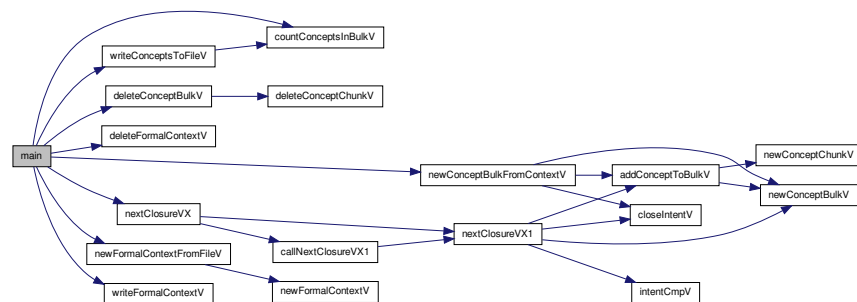 countConceptsInBulkV
writeConceptsToFileV
deleteConceptBulkV
deleteConceptChunkV
deleteFormalContextV
main
newConceptBulkFromContextV
addConceptToBulkV
newConceptChunkV
newConceptBulkV
nextClosureVX
closeIntentV
nextClosureVX1
callNextClosureVX1
newFormalContextFromFileV
newFormalContextV
intentCmpV
writeFormalContextV